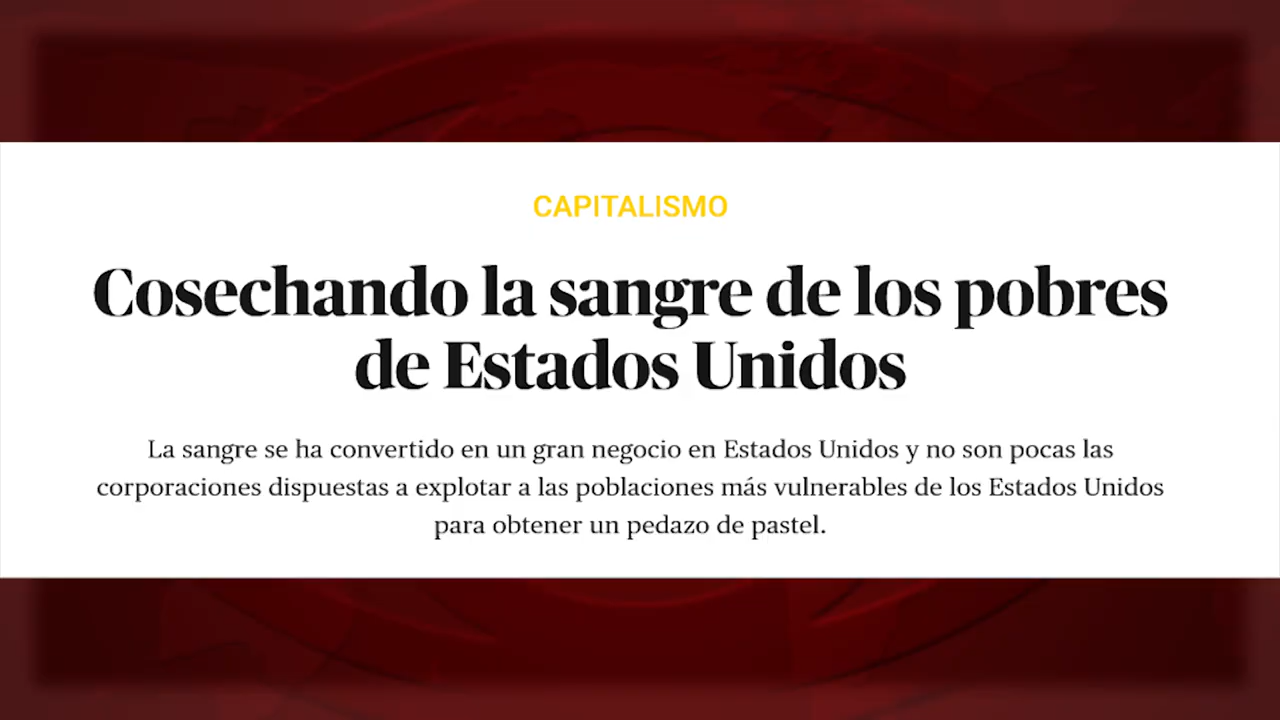 CAPITALISMO
Cosechando la sangre de los pobres
de Estados Unidos
La sangre se ha convertido en un gran negocio en Estados Unidos y no son pocas las
corporaciones dispuestas a explotar a las poblaciones más vulnerables de los Estados Unidos
para obtener un pedazo de pastel.